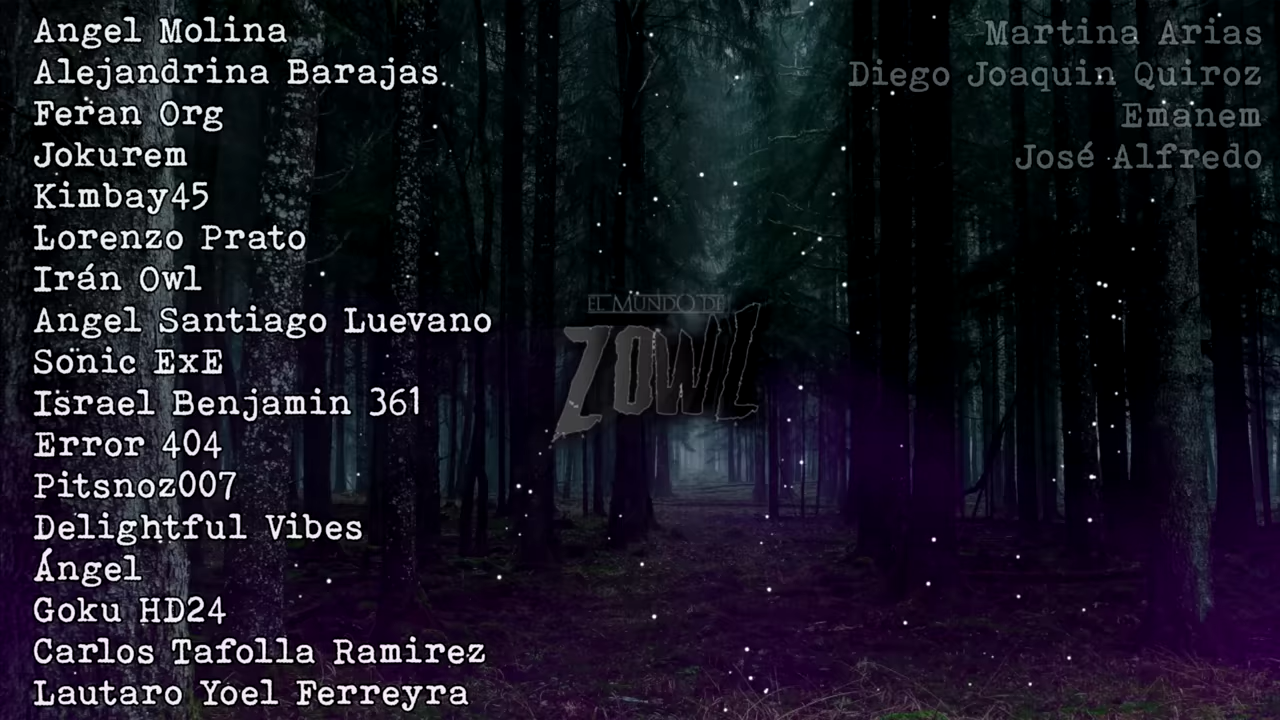 Angel Molina
Alejandrina Barajas
Feran Org
Jokurem
Kimbay45
Lorenzo Prato
Irán Owl
Angel Santiago Luevano
Sonic ExE
Israel Benjamin 361
Error 404
Pitsnoz007
Delightful Vibes
Ángel
Goku HD24
Carlos Tafolla Ramirez
Lautaro Yoel Ferreyra
Martina Arias
Diego Joaquin Quiroz
Emanem
José Alfredo
EL MUNDO DE
ZOWL